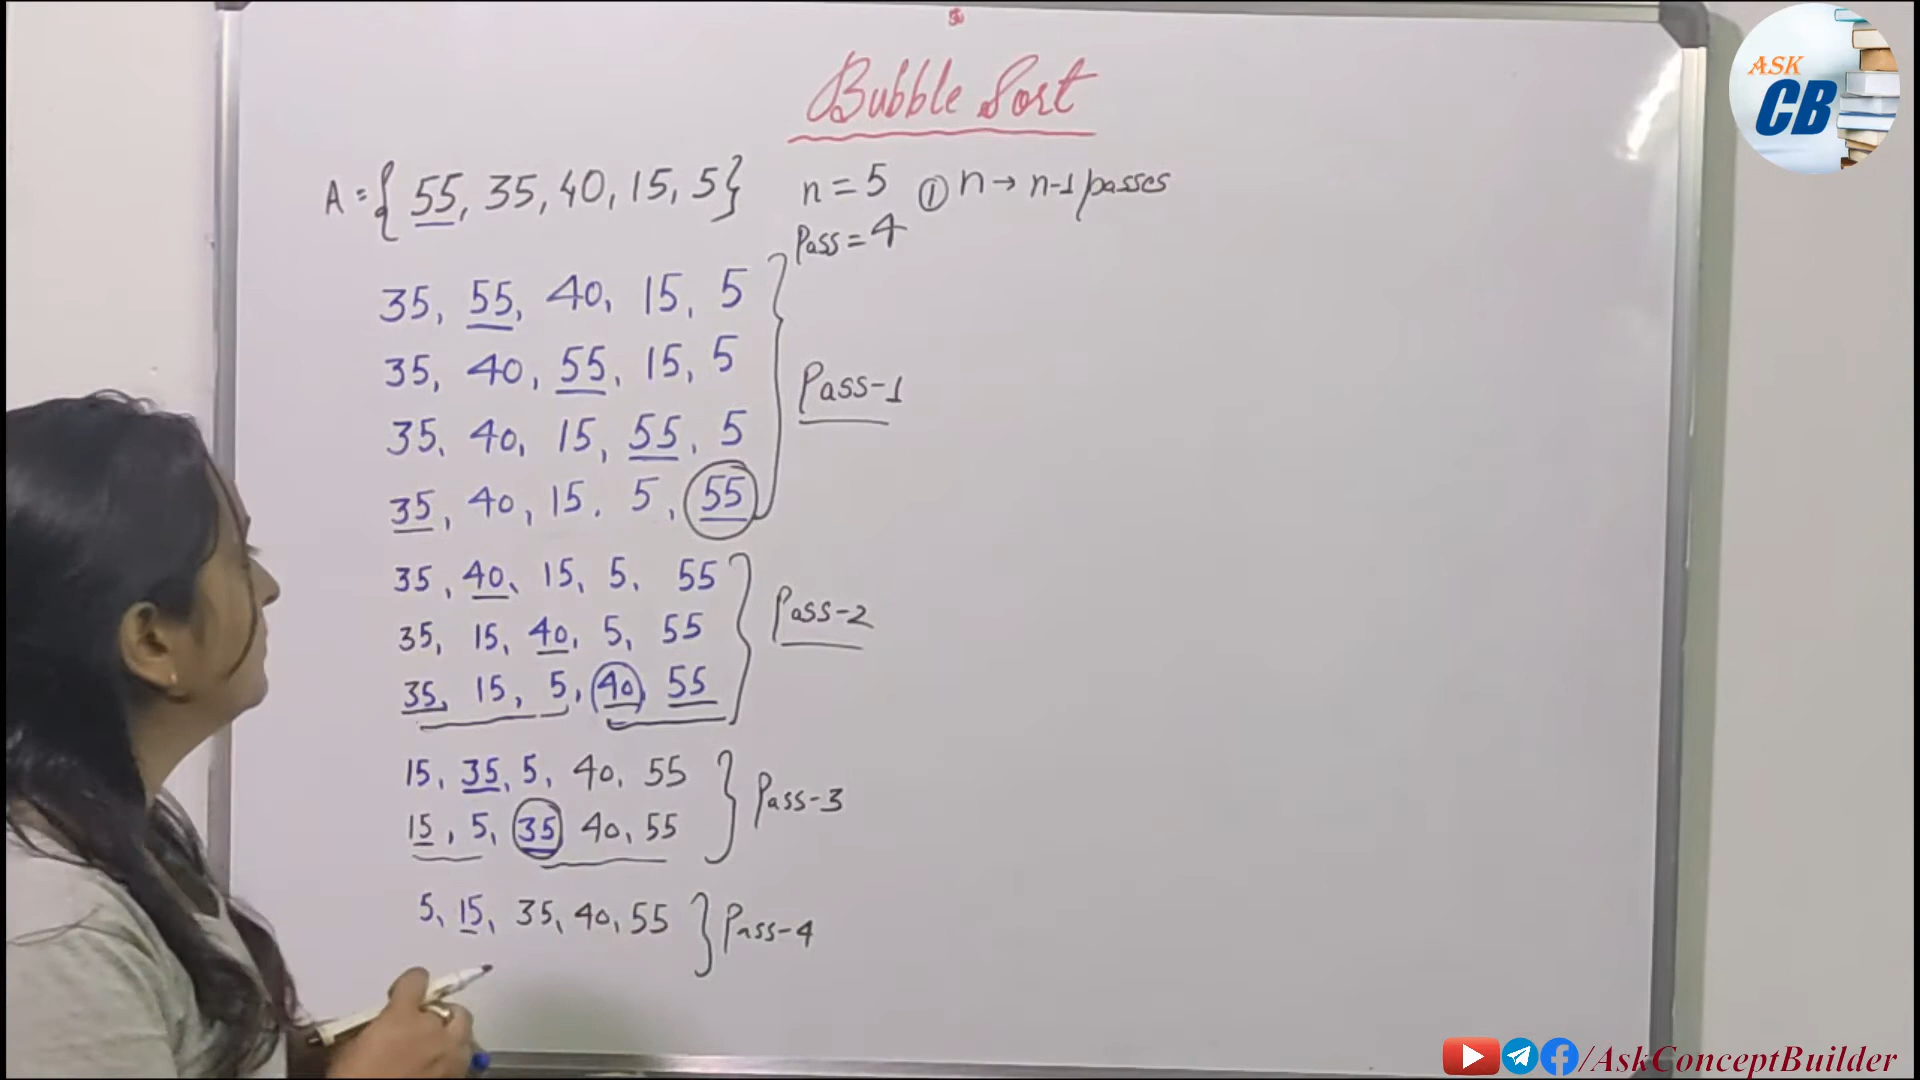 Bubble Sort
A = { 55, 35, 40, 15, 5} n = 5 ① n → n-1 passes
Pass = 4
35, 55, 40, 15, 5
35, 40, 55, 15, 5
35, 40, 15, 55, 5
35, 40, 15, 5, 55
Pass-1
35, 40, 15, 5, 55
35, 15, 40, 5, 55
35, 15, 5, 40, 55
Pass-2
15, 35, 5, 40, 55
15, 5, 35 40, 55
Pass-3
5, 15, 35, 40, 55 } Pass-4
ASK
CB
/AskConceptBuilder